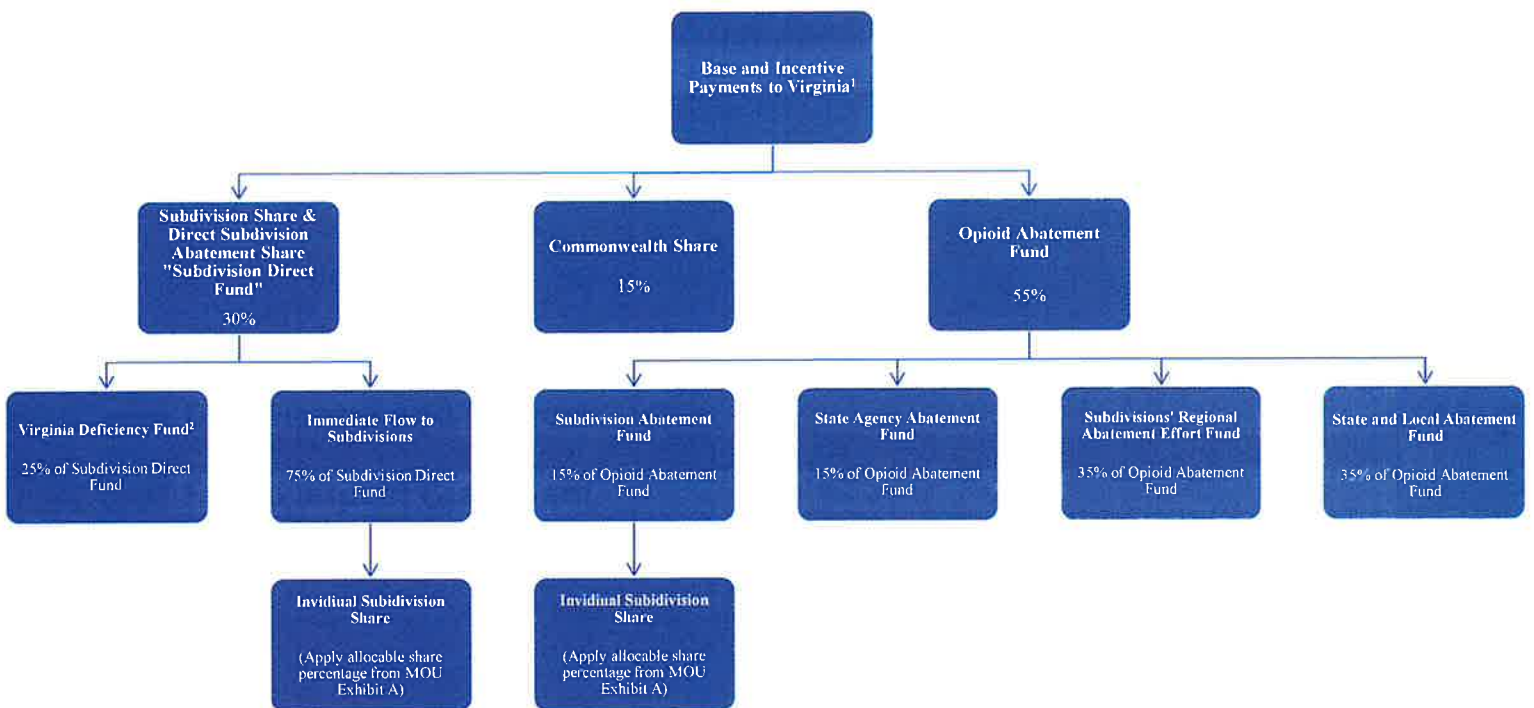 Base and Incentive
Payments to Virginia¹
Subdivision Share &
Direct Subdivision
Abatement Share
"Subdivision Direct
Fund"
30%
Commonwealth Share
15%
Opioid Abatement
Fund
55%
Virginia Deficiency Fund²
25% of Subdivision Direct
Fund
Immediate Flow to
Subdivisions
75% of Subdivision Direct
Fund
Subdivision Abatement
Fund
15% of Opioid Abatement
Fund
State Agency Abatement
Fund
15% of Opioid Abatement
Fund
Subdivisions' Regional
Abatement Effort Fund
35% of Opioid Abatement
Fund
State and Local Abatement
Fund
35% of Opioid Abatement
Fund
Invidiual Subidivision
Share
(Apply allocable share
percentage from MOU
Exhibit A)
Invidiual Subidivision
Share
(Apply allocable share
percentage from MOU
Exhibit A)